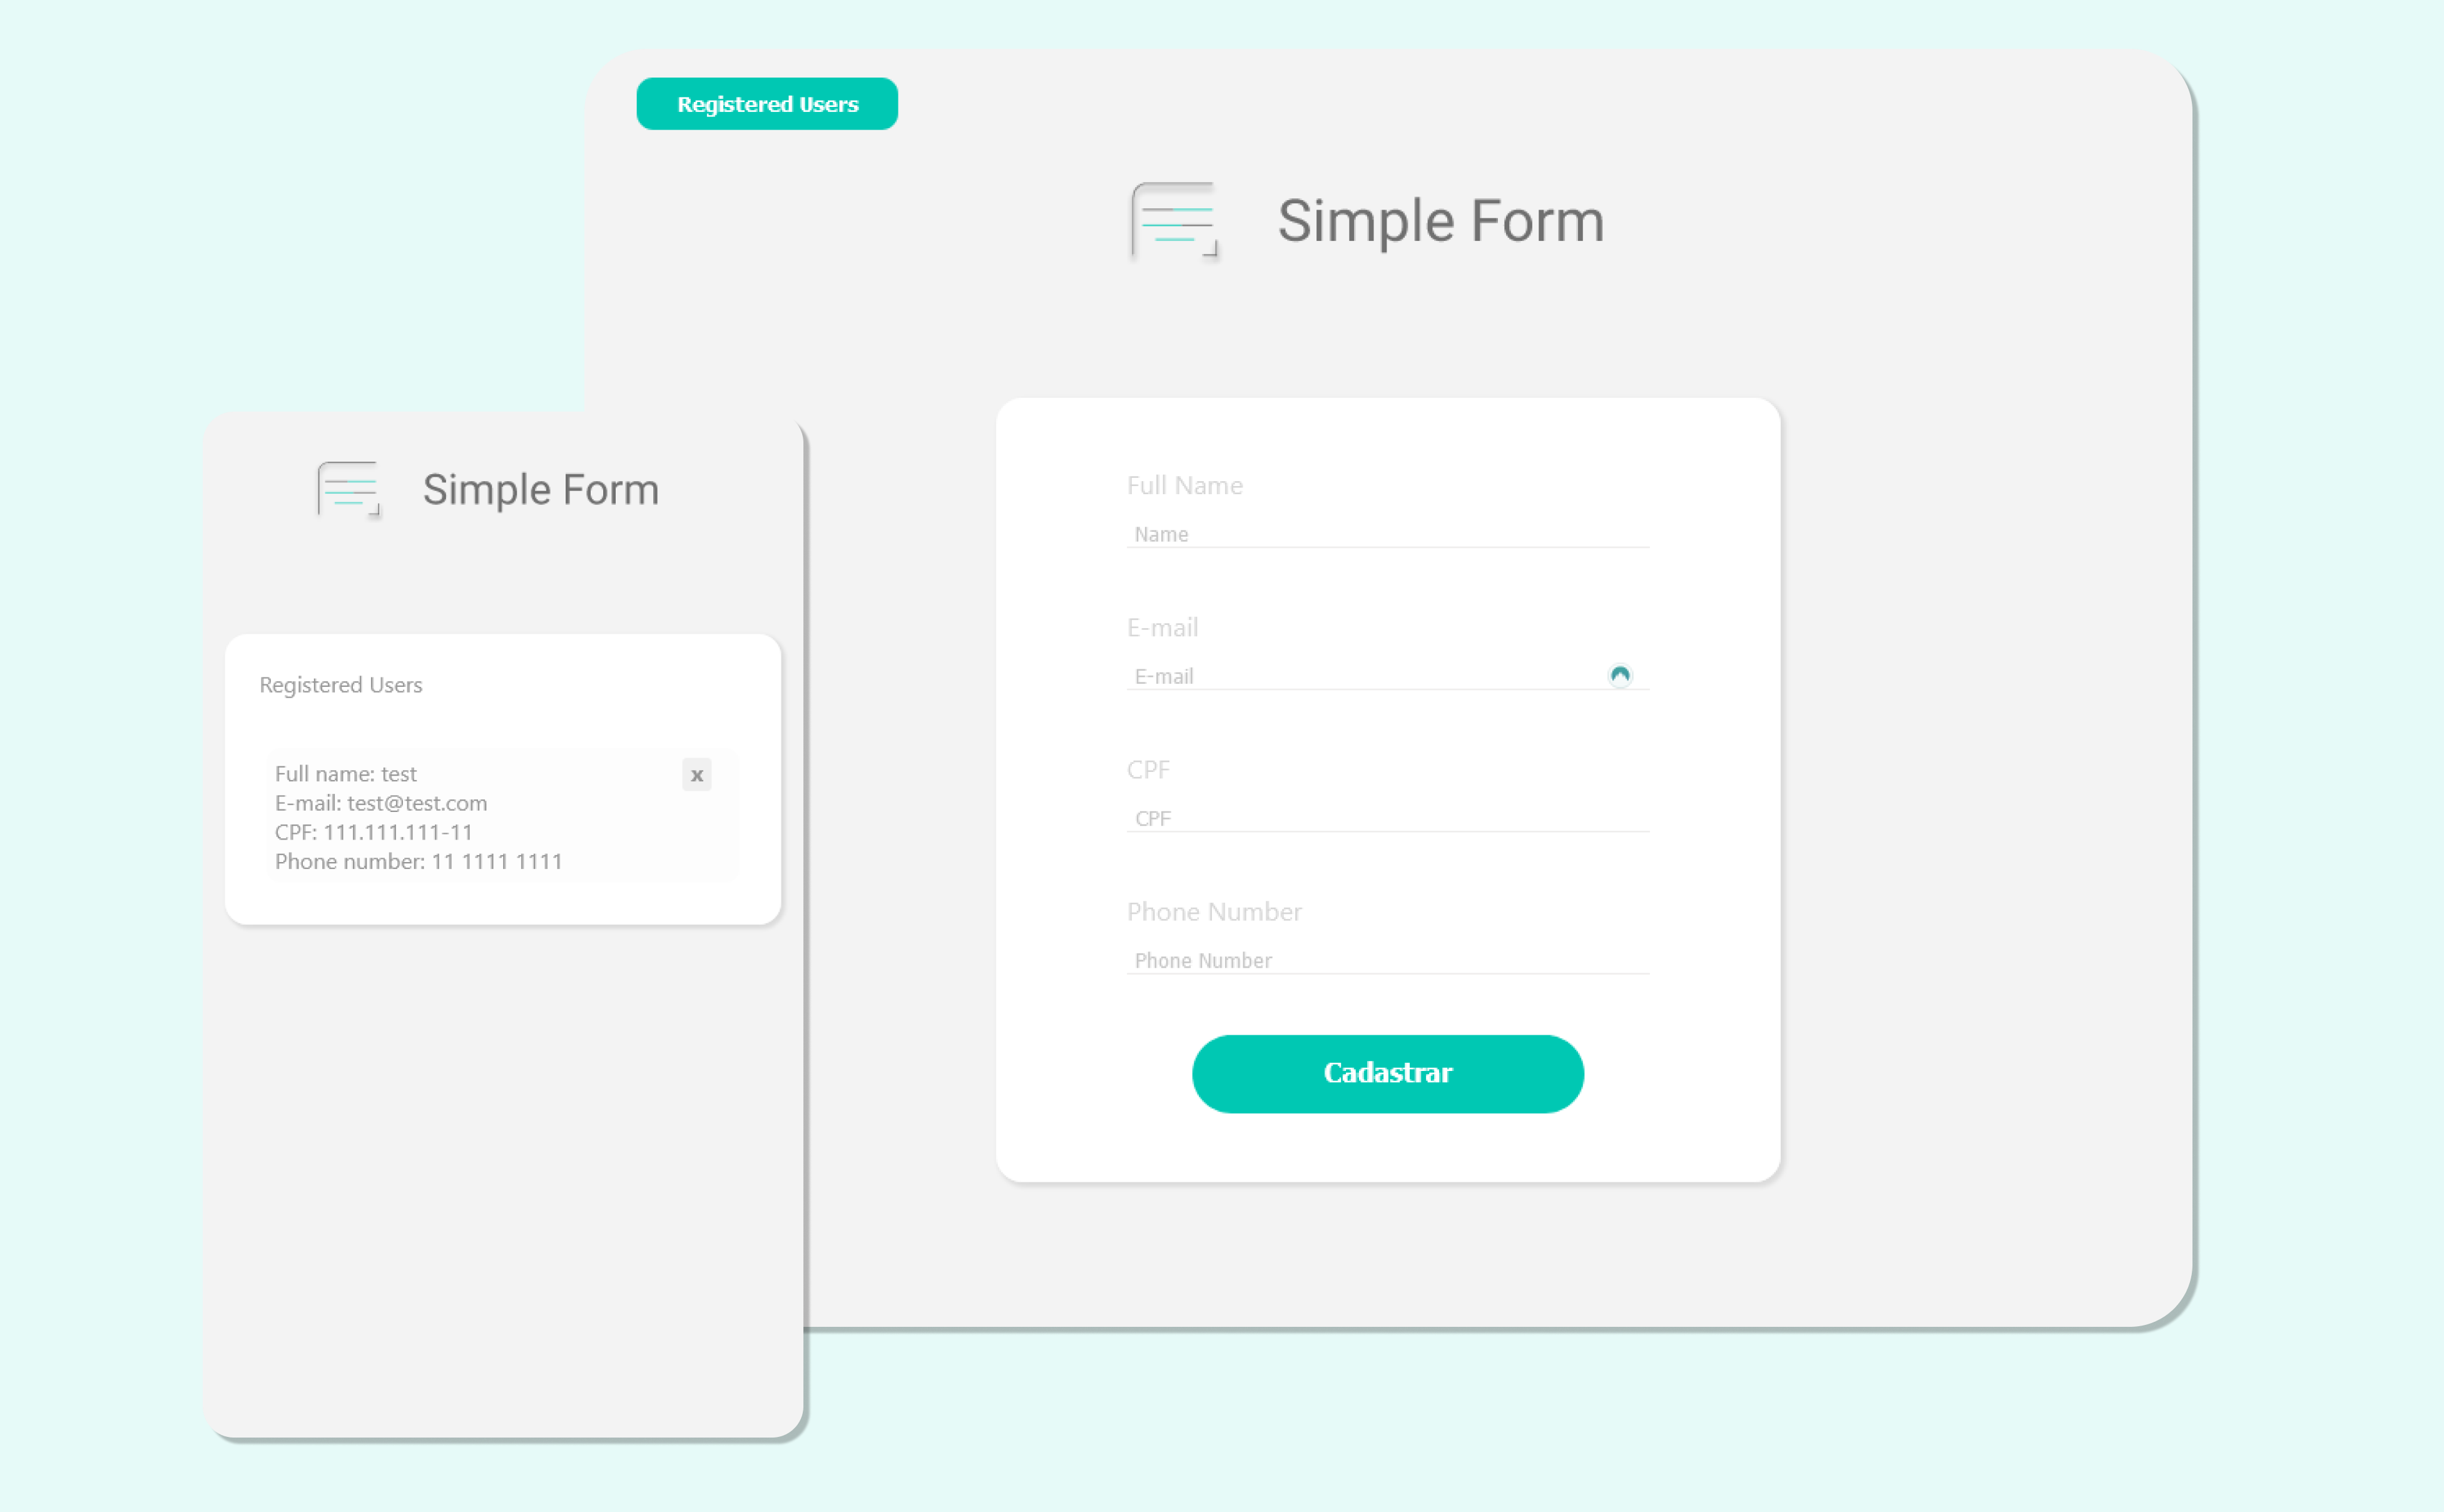 Registered Users
Simple Form
Full Name
Name
E-mail
E-mail
CPF
CPF
Phone Number
Phone Number
Cadastrar
Simple Form
Registered Users
Full name: test
x
E-mail: test@test.com
CPF: 111.111.111-11
Phone number: 11 1111 1111